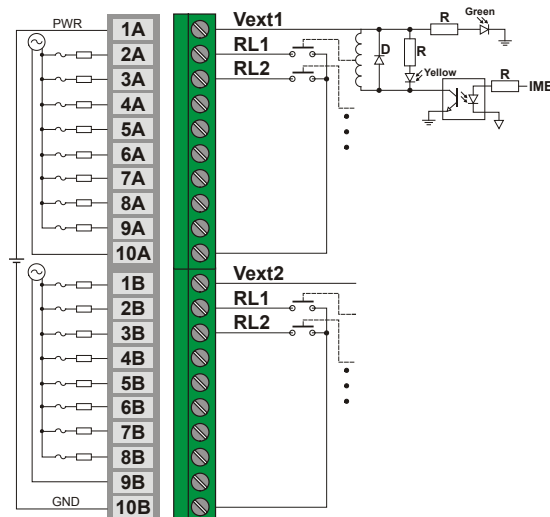 PWR
1A
2A
3A
4A
5A
6A
7A
8A
9A
10A
1B
2B
3B
4B
5B
6B
7B
8B
9B
10B
GND
Vext1
RL1
RL2
D
R
Yellow
R
Green
R
IMB
Vext2
RL1
RL2